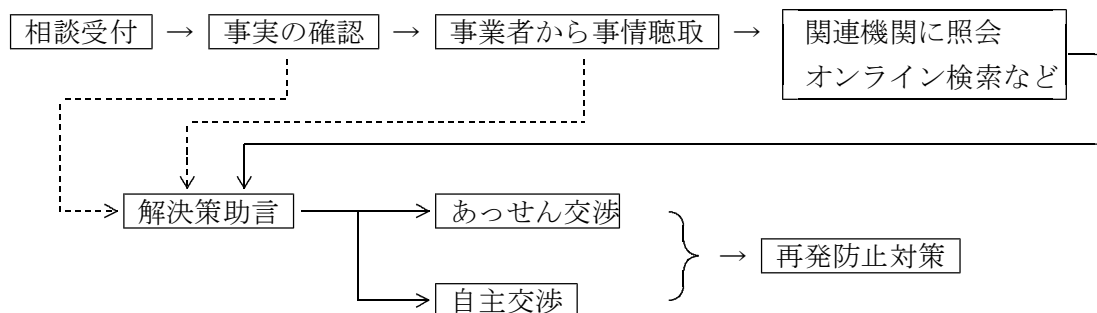 相談受付 → 事実の確認 → 事業者から事情聴取 → 関連機関に照会
オンライン検索など
解決策助言
あっせん交渉
自主交渉
→ 再発防止対策